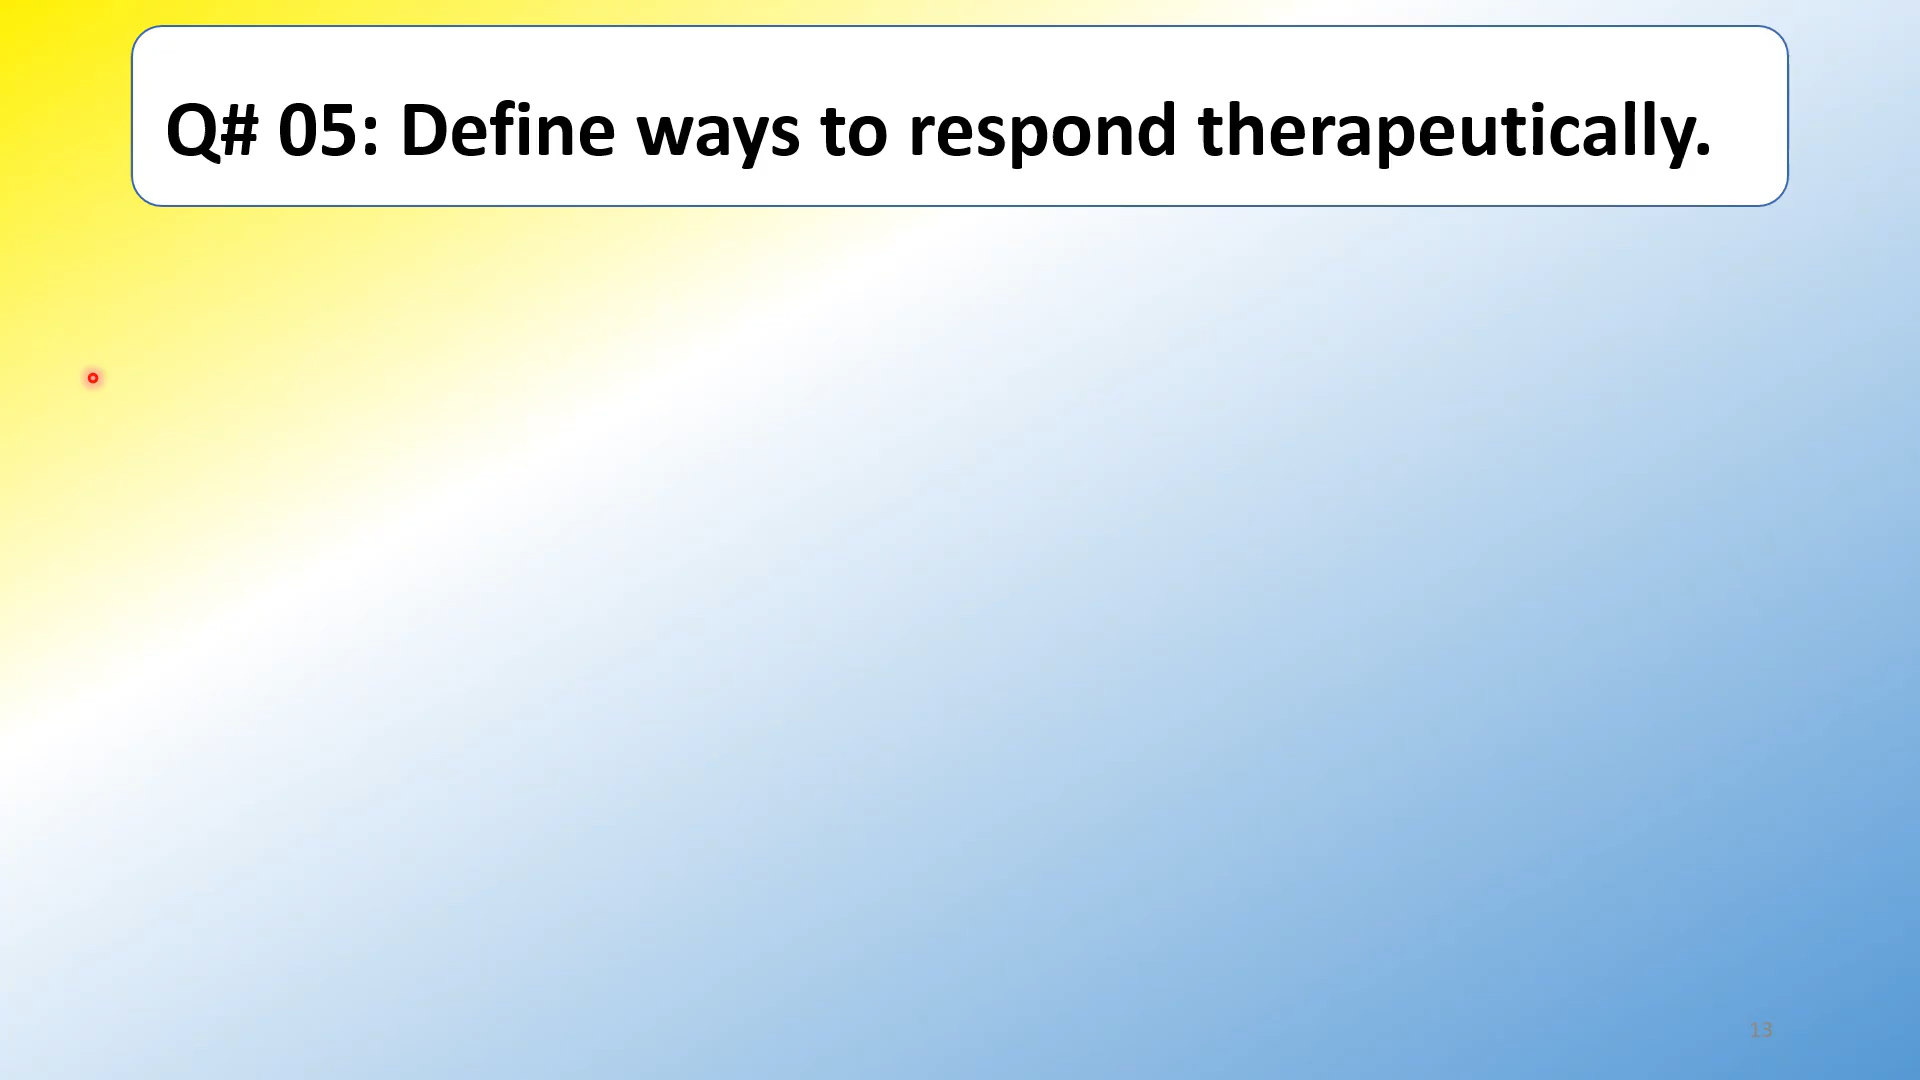 Q# 05: Define ways to respond therapeutically.
13